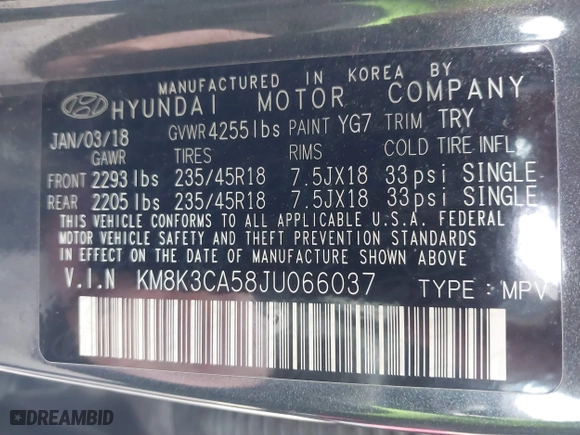 MANUFACTURED IN KOREA BY
HYUNDAI MOTOR COMPANY
JAN/03/18 GVWR 4255lbs PAINT YG7 TRIM TRY
GAWR TIRES RIMS COLD TIRE INFL
FRONT 2293 lbs 235/45R18 7.5JX18 33psi SINGLE
REAR 2205 lbs 235/45R18 7.5JX18 33psi SINGLE
THIS VEHICLE CONFORMS TO ALL APPLICABLE U.S.A. FEDERAL
MOTOR VEHICLE SAFETY AND THEFT PREVENTION STANDARDS
IN EFFECT ON THE DATE OF MANUFACTURE SHOWN ABOVE.
V.I.N KM8K3CA58JU066037 TYPE : MPV
DREAMBID